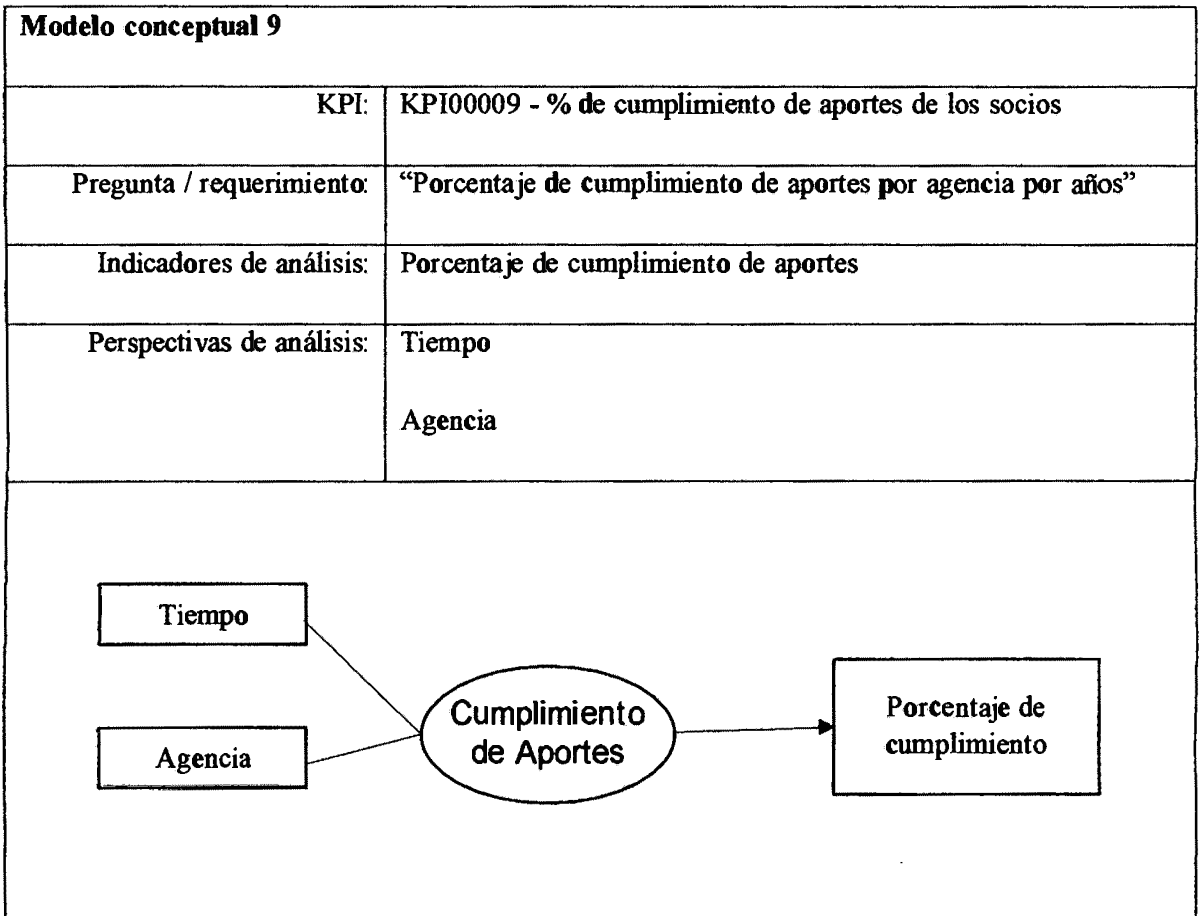 Modelo conceptual 9
KPI: KPI00009 - % de cumplimiento de aportes de los socios
Pregunta / requerimiento: “Porcentaje de cumplimiento de aportes por agencia por años”
Indicadores de análisis: Porcentaje de cumplimiento de aportes
Perspectivas de análisis: Tiempo
Agencia
Tiempo
Agencia
Cumplimiento
de Aportes
Porcentaje de
cumplimiento